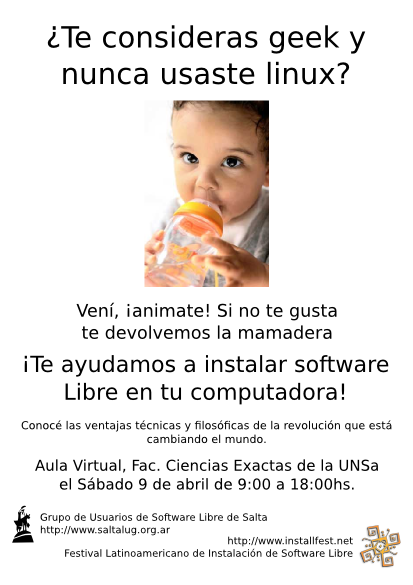 ¿Te consideras geek y
nunca usaste linux?
Vení, ¡animate! Si no te gusta
te devolvemos la mamadera
¡Te ayudamos a instalar software
Libre en tu computadora!
Conocé las ventajas técnicas y filosóficas de la revolución que está
cambiando el mundo.
Aula Virtual, Fac. Ciencias Exactas de la UNSa
el Sábado 9 de abril de 9:00 a 18:00hs.
Grupo de Usuarios de Software Libre de Salta
http://www.saltalug.org.ar
http://www.installfest.net
Festival Latinoamericano de Instalación de Software Libre